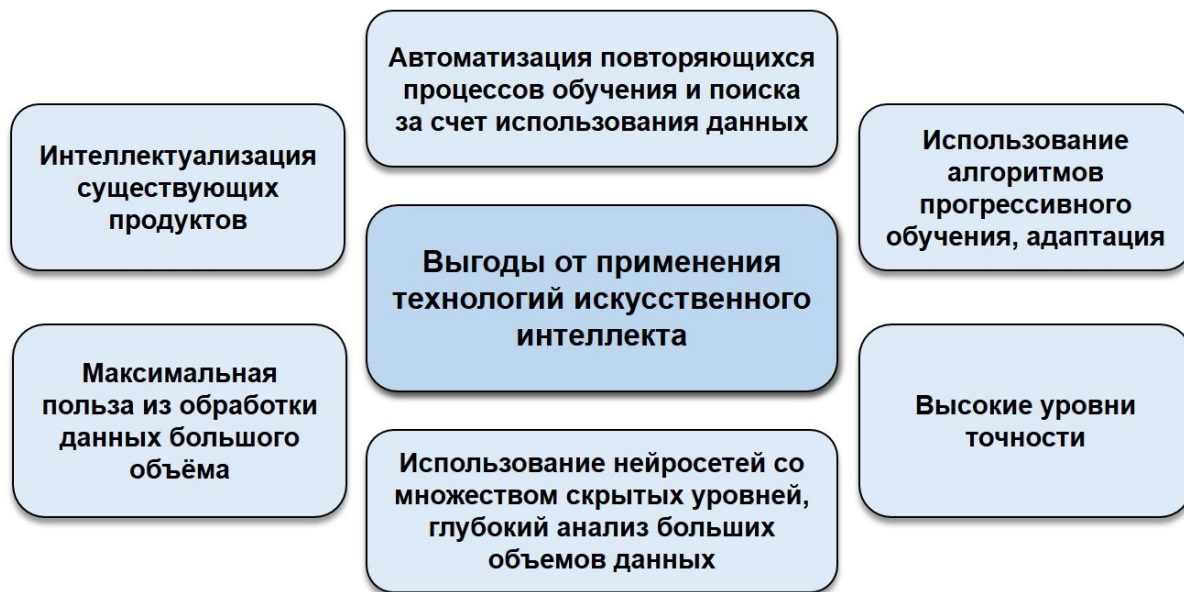 Автоматизация повторяющихся
процессов обучения и поиска
за счет использования данных
Интеллектуализация
существующих
продуктов
Использование
алгоритмов
прогрессивного
обучения, адаптация
Выгоды от применения
технологий искусственного
интеллекта
Максимальная
польза из обработки
данных большого
объёма
Высокие уровни
точности
Использование нейросетей со
множеством скрытых уровней,
глубокий анализ больших
объемов данных